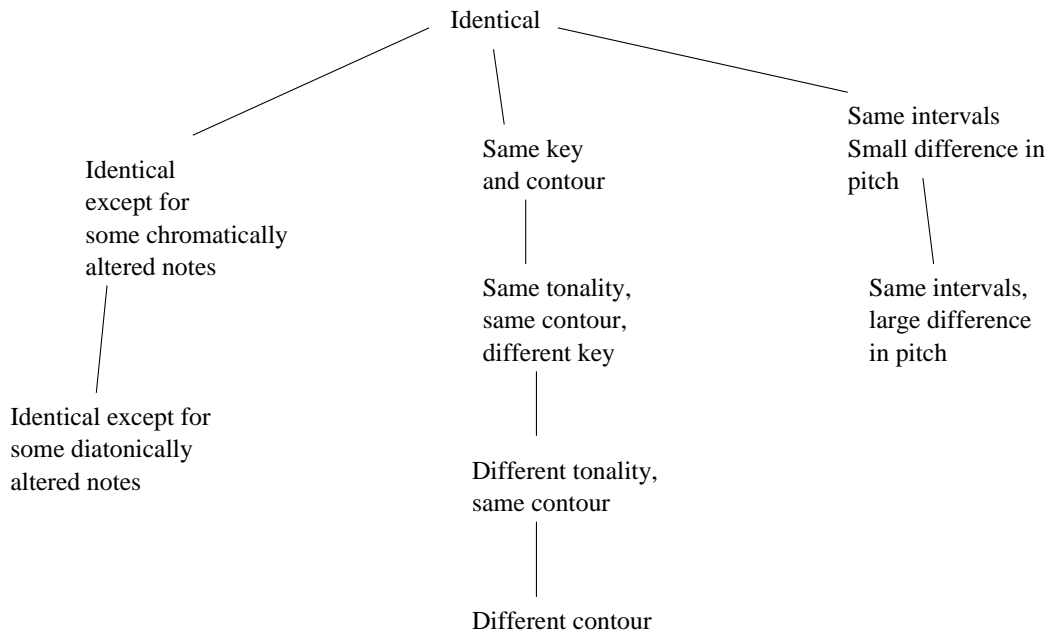 Identical
Identical
except for
some chromatically
altered notes
Identical except for
some diatonically
altered notes
Same key
and contour
Same tonality,
same contour,
different key
Different tonality,
same contour
Different contour
Same intervals
Small difference in
pitch
Same intervals,
large difference
in pitch